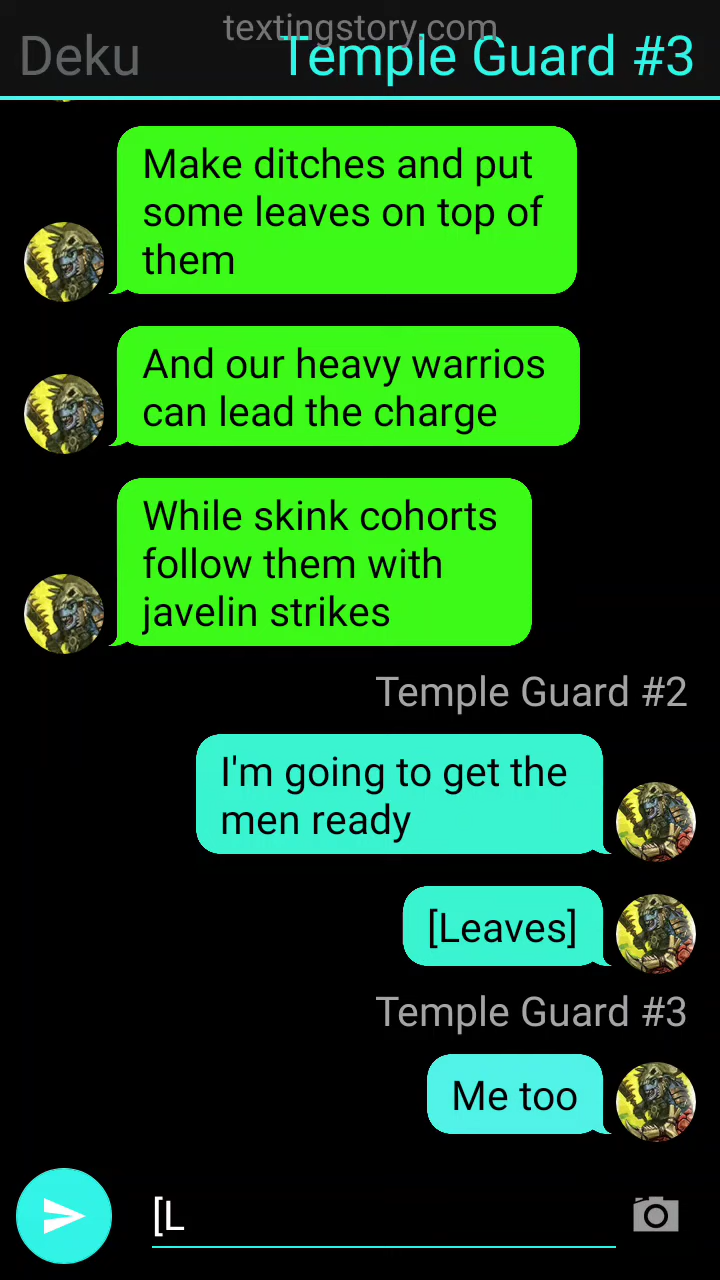 textingstory.com
Deku
Temple Guard #3
Make ditches and put
some leaves on top of
them
And our heavy warrios
can lead the charge
While skink cohorts
follow them with
javelin strikes
Temple Guard #2
I'm going to get the
men ready
[Leaves]
Temple Guard #3
Me too
[L